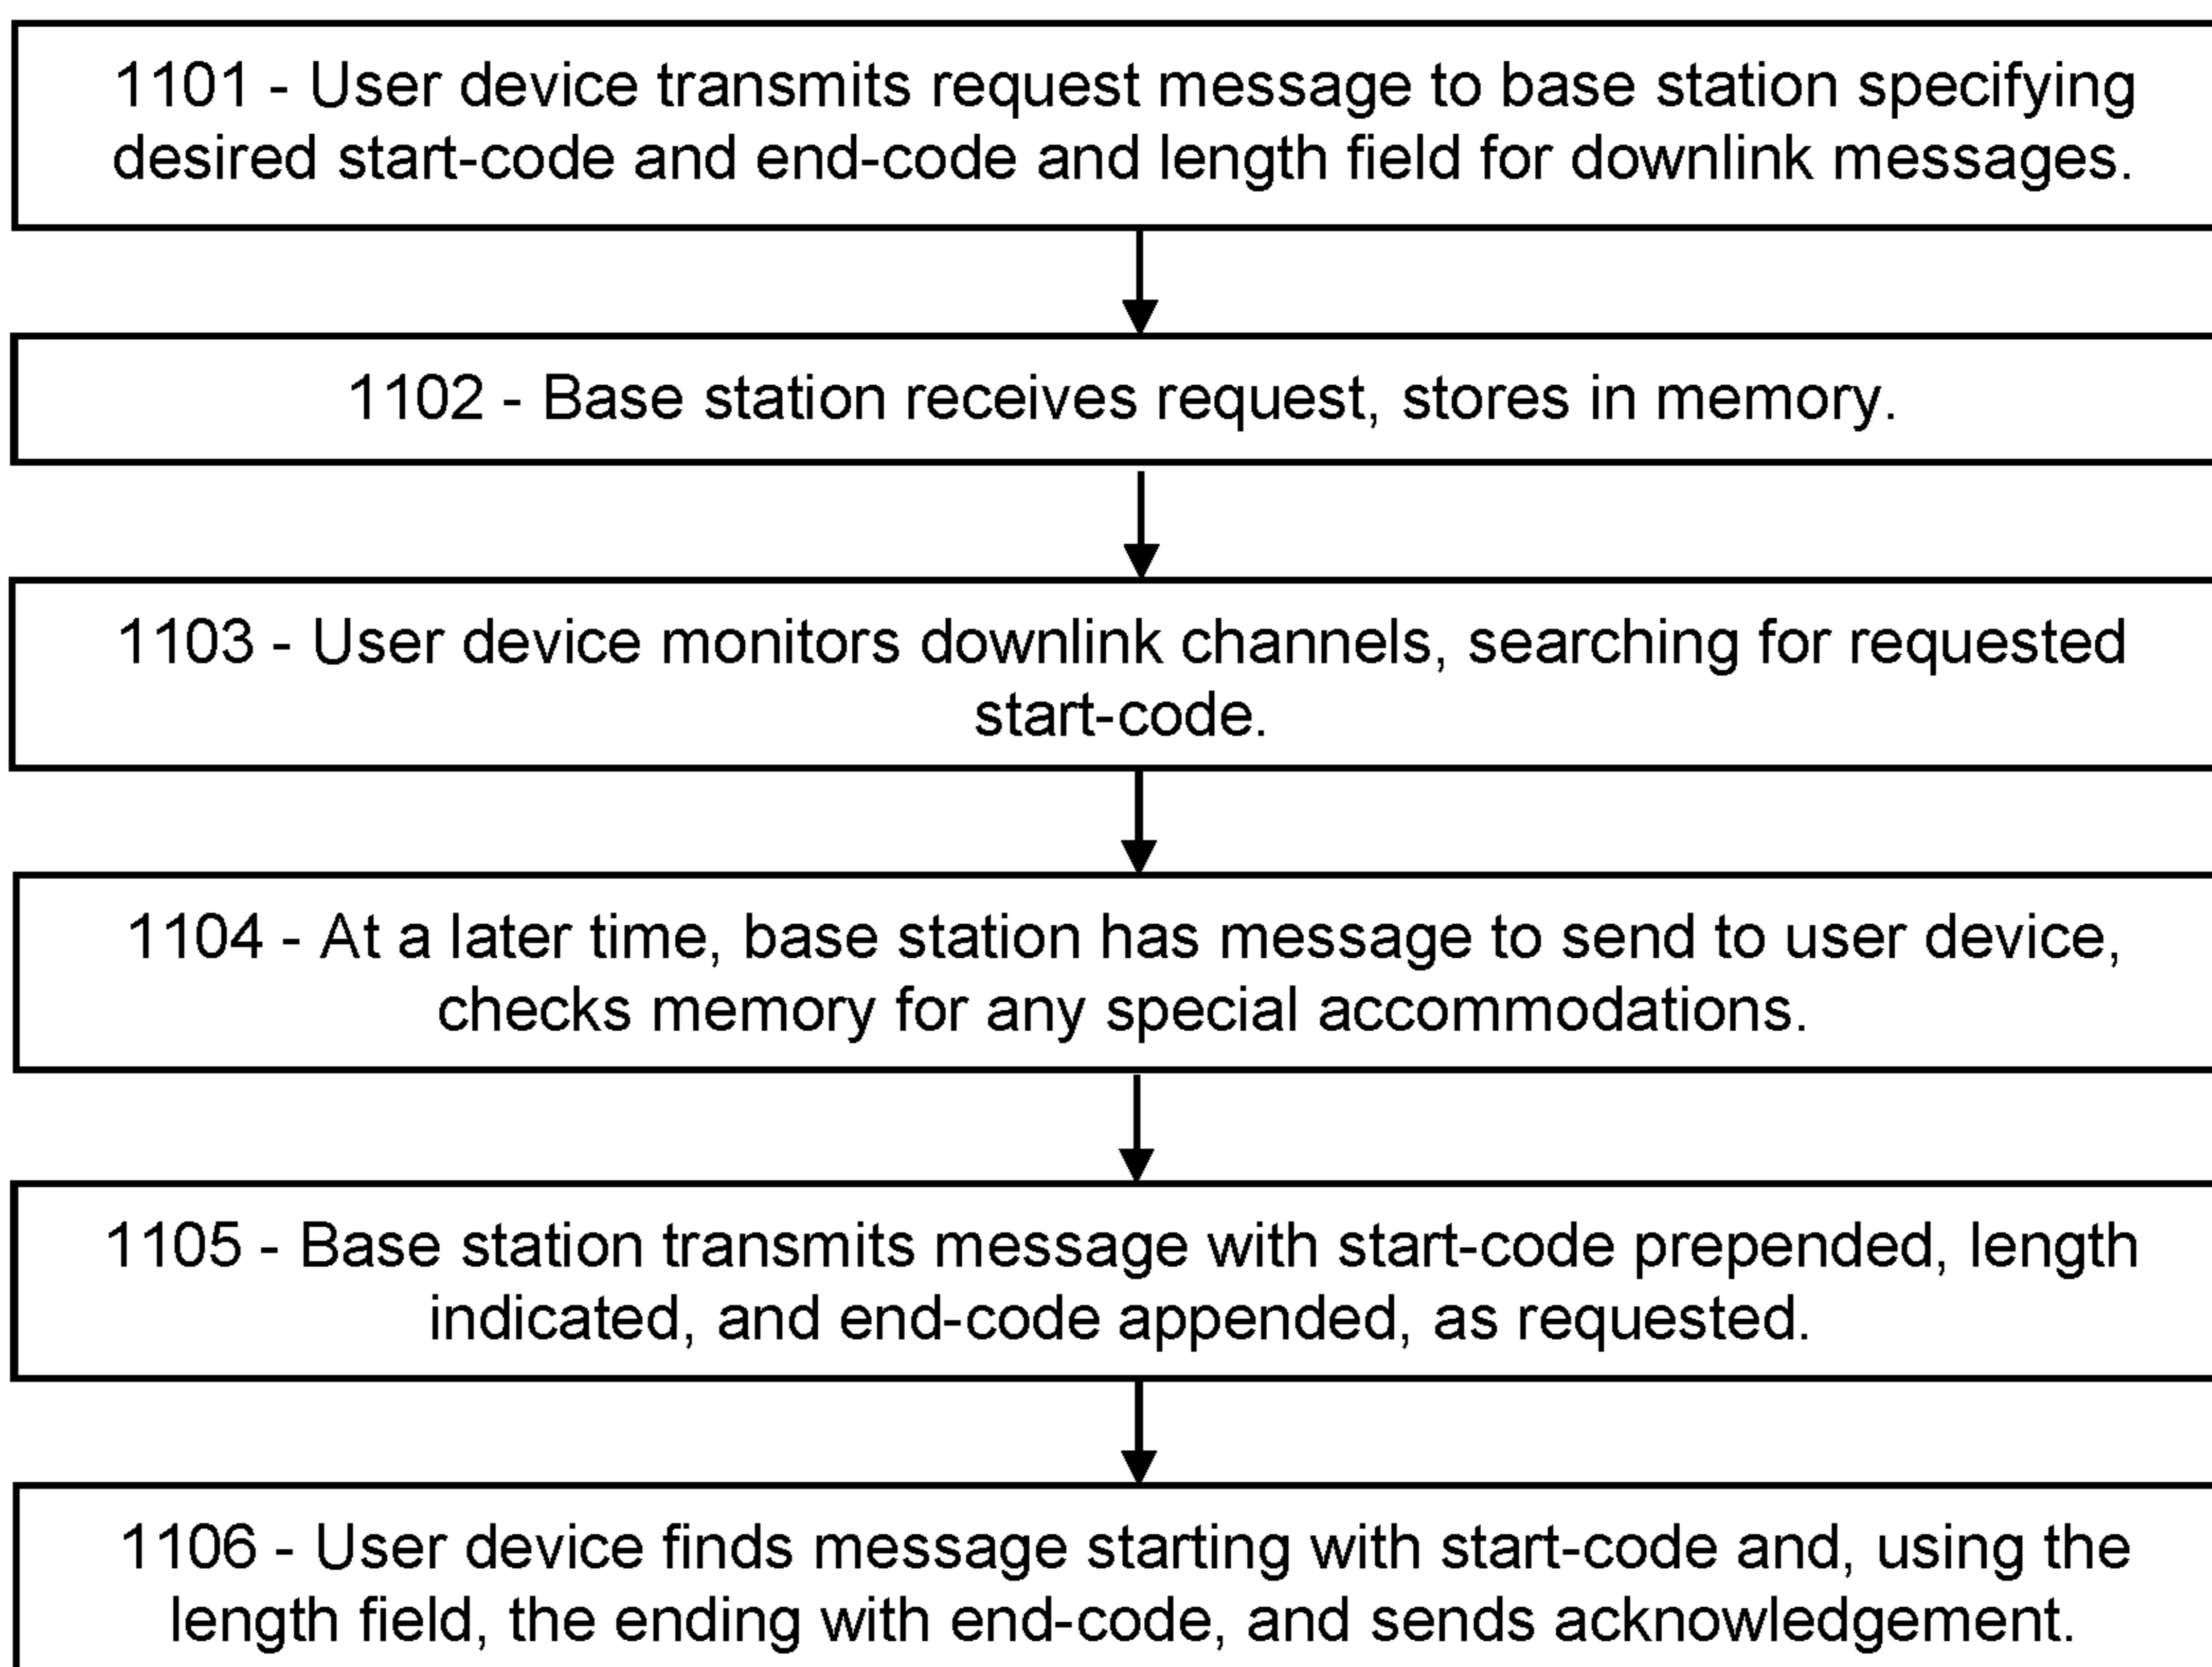 1101 - User device transmits request message to base station specifying
desired start-code and end-code and length field for downlink messages.
1102 - Base station receives request, stores in memory.
1103 - User device monitors downlink channels, searching for requested
start-code.
1104 - At a later time, base station has message to send to user device,
checks memory for any special accommodations.
1105 - Base station transmits message with start-code prepended, length
indicated, and end-code appended, as requested.
1106 - User device finds message starting with start-code and, using the
length field, the ending with end-code, and sends acknowledgement.